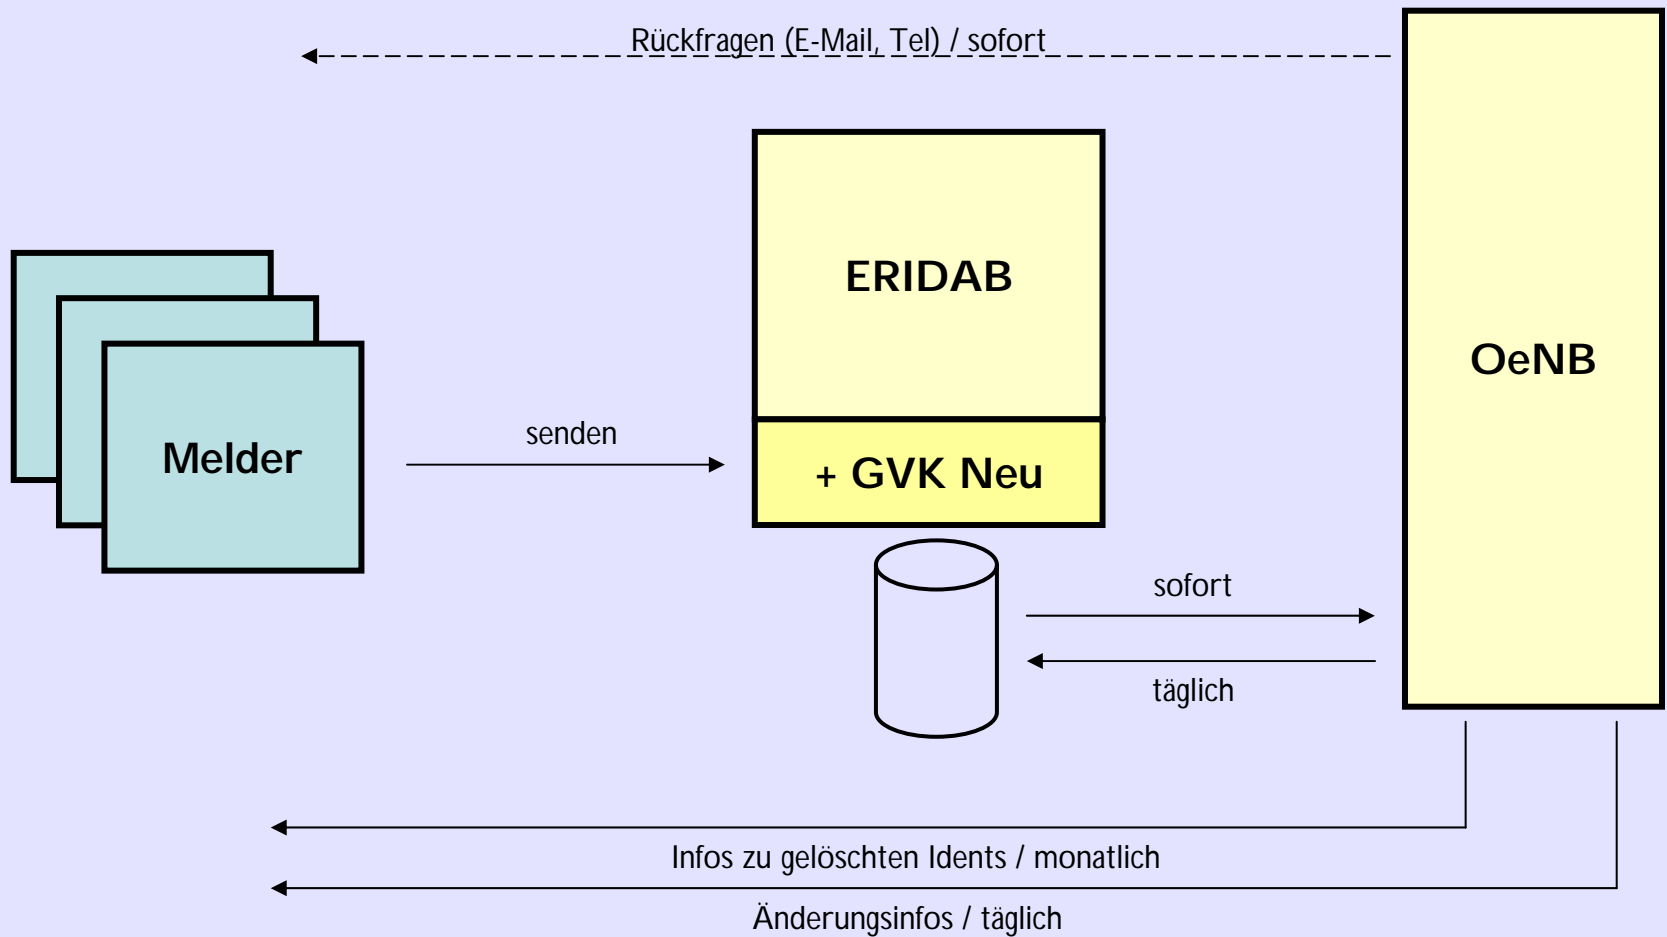 Rückfragen (E-Mail, Tel) / sofort
ERIDAB
OeNB
Melder
senden
+ GVK Neu
sofort
täglich
Infos zu gelöschten Idents / monatlich
Änderungsinfos / täglich